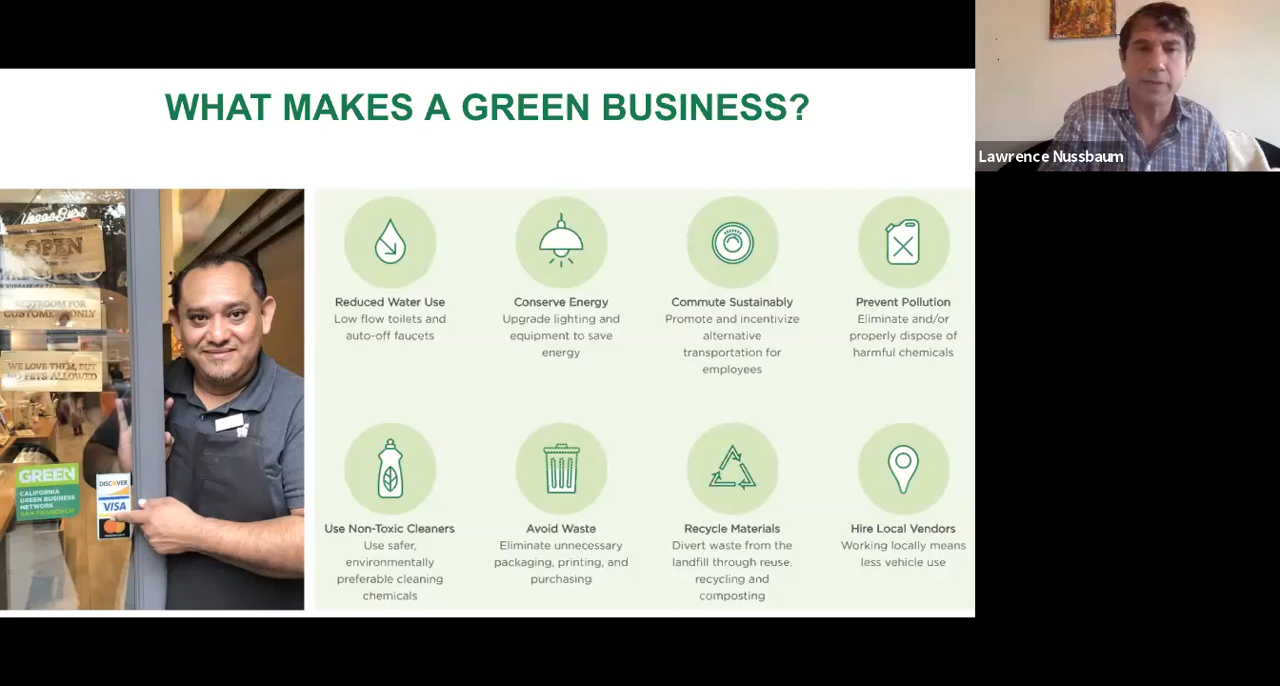 WHAT MAKES A GREEN BUSINESS?
Lawrence Nussbaum
OPEN
RESTROOM FOR
CUSTOMERS ONLY
WE LOVE THEM, BUT
NO PETS ALLOWED
GREEN
CALIFORNIA
GREEN BUSINESS
NETWORK
SAN FRANCISCO
DISCOVER
VISA
Reduced Water Use
Low flow toilets and
auto-off faucets
Conserve Energy
Upgrade lighting and
equipment to save
energy
Commute Sustainably
Promote and incentivize
alternative
transportation for
employees
Prevent Pollution
Eliminate and/or
properly dispose of
harmful chemicals
Use Non-Toxic Cleaners
Use safer,
environmentally
preferable cleaning
chemicals
Avoid Waste
Eliminate unnecessary
packaging, printing, and
purchasing
Recycle Materials
Divert waste from the
landfill through reuse,
recycling and
composting
Hire Local Vendors
Working locally means
less vehicle use